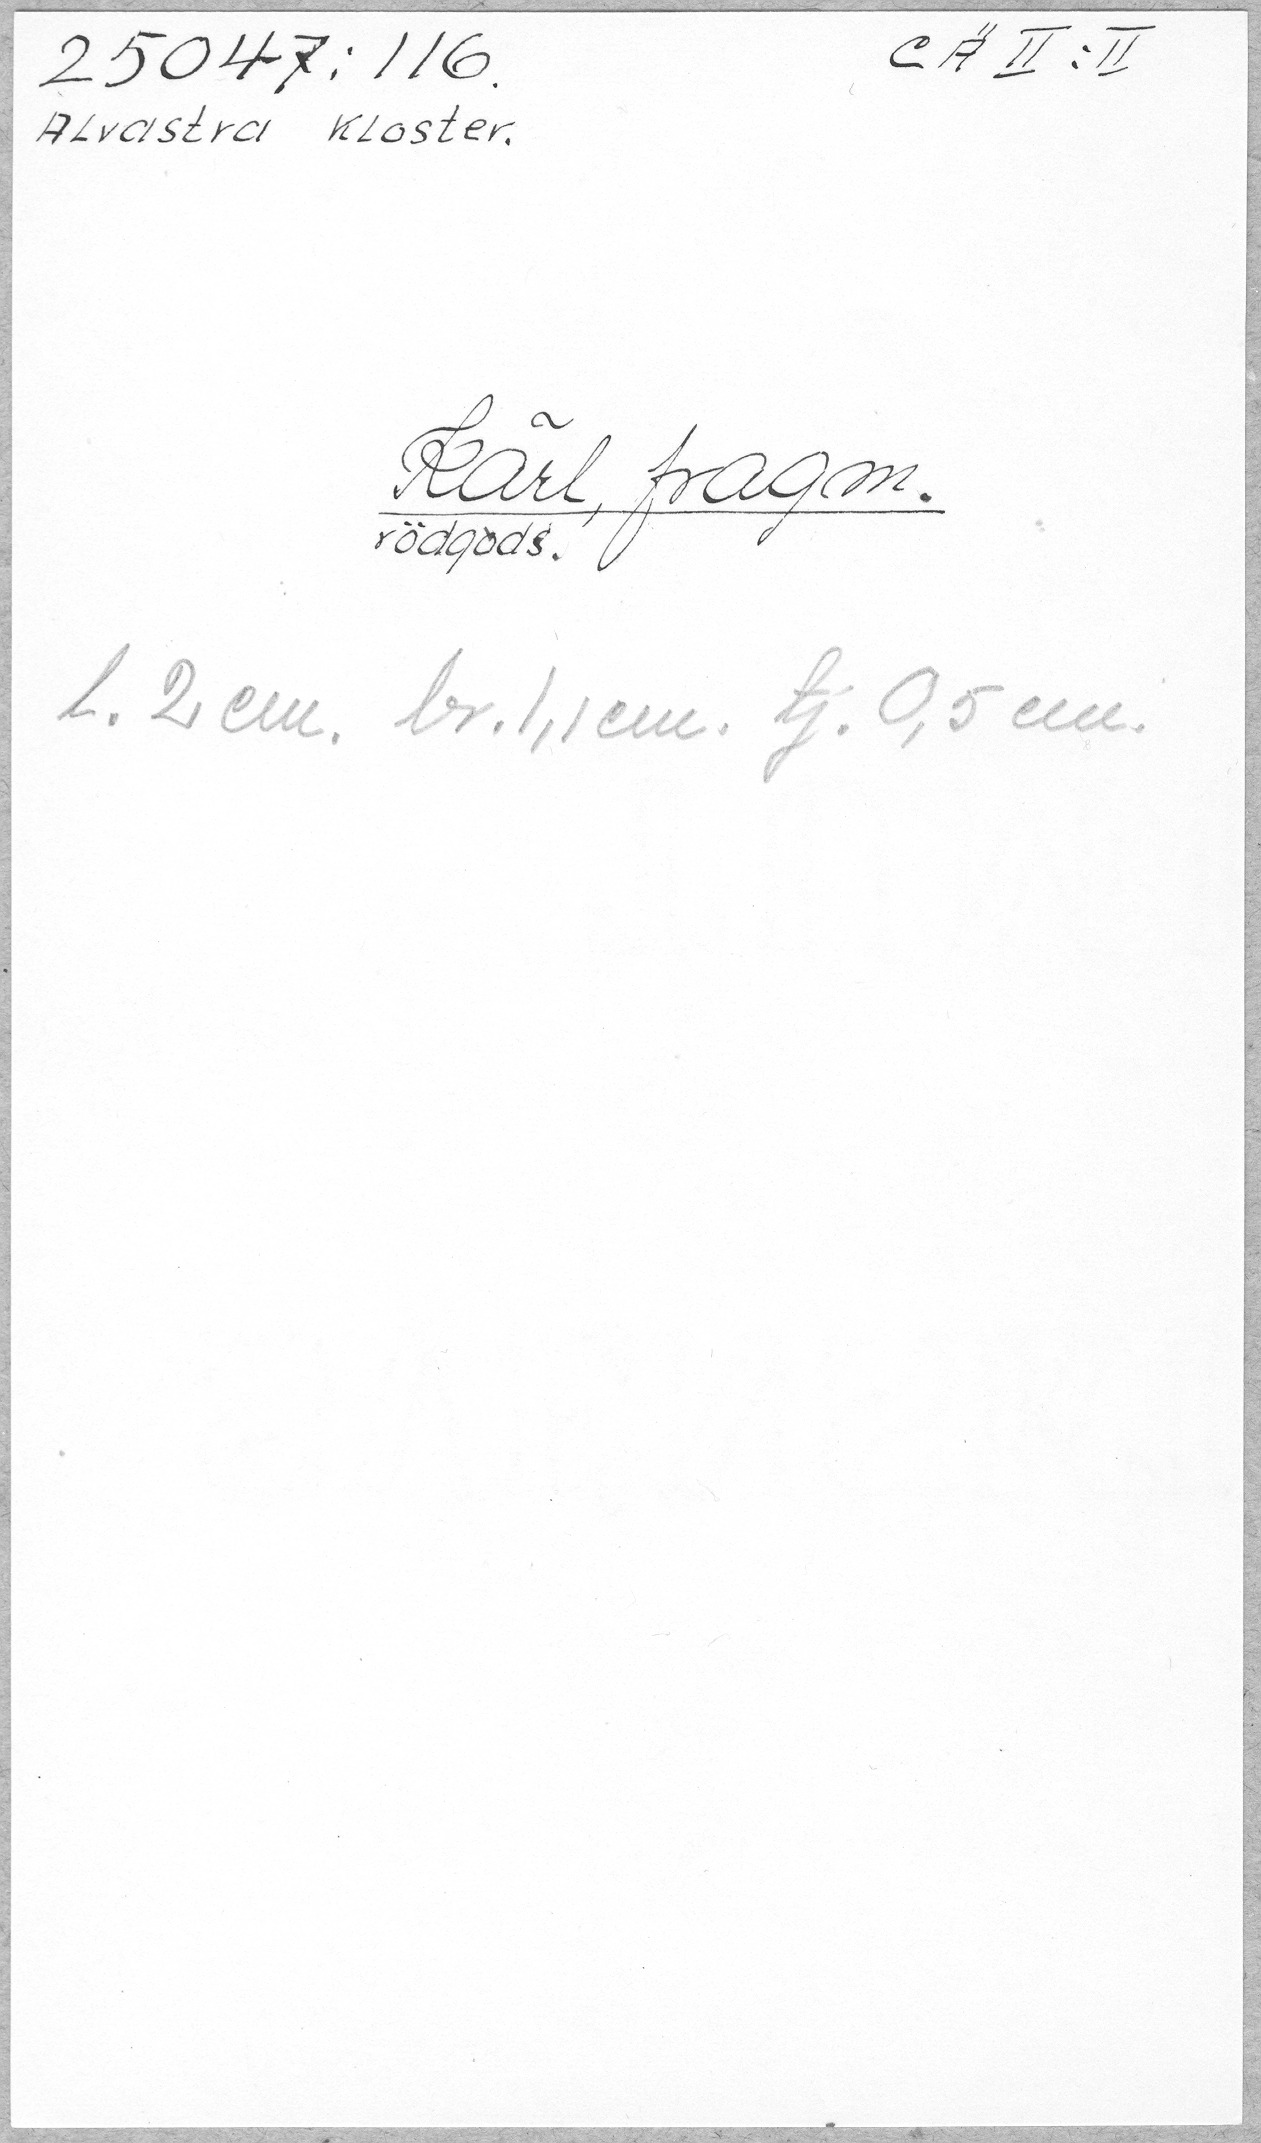 25047:116. CÄ II:II
Alvastra Kloster.
Kärl, fragm.
rödgods.
L. 2 cm. br. 1,1 cm. tj. 0,5 cm.